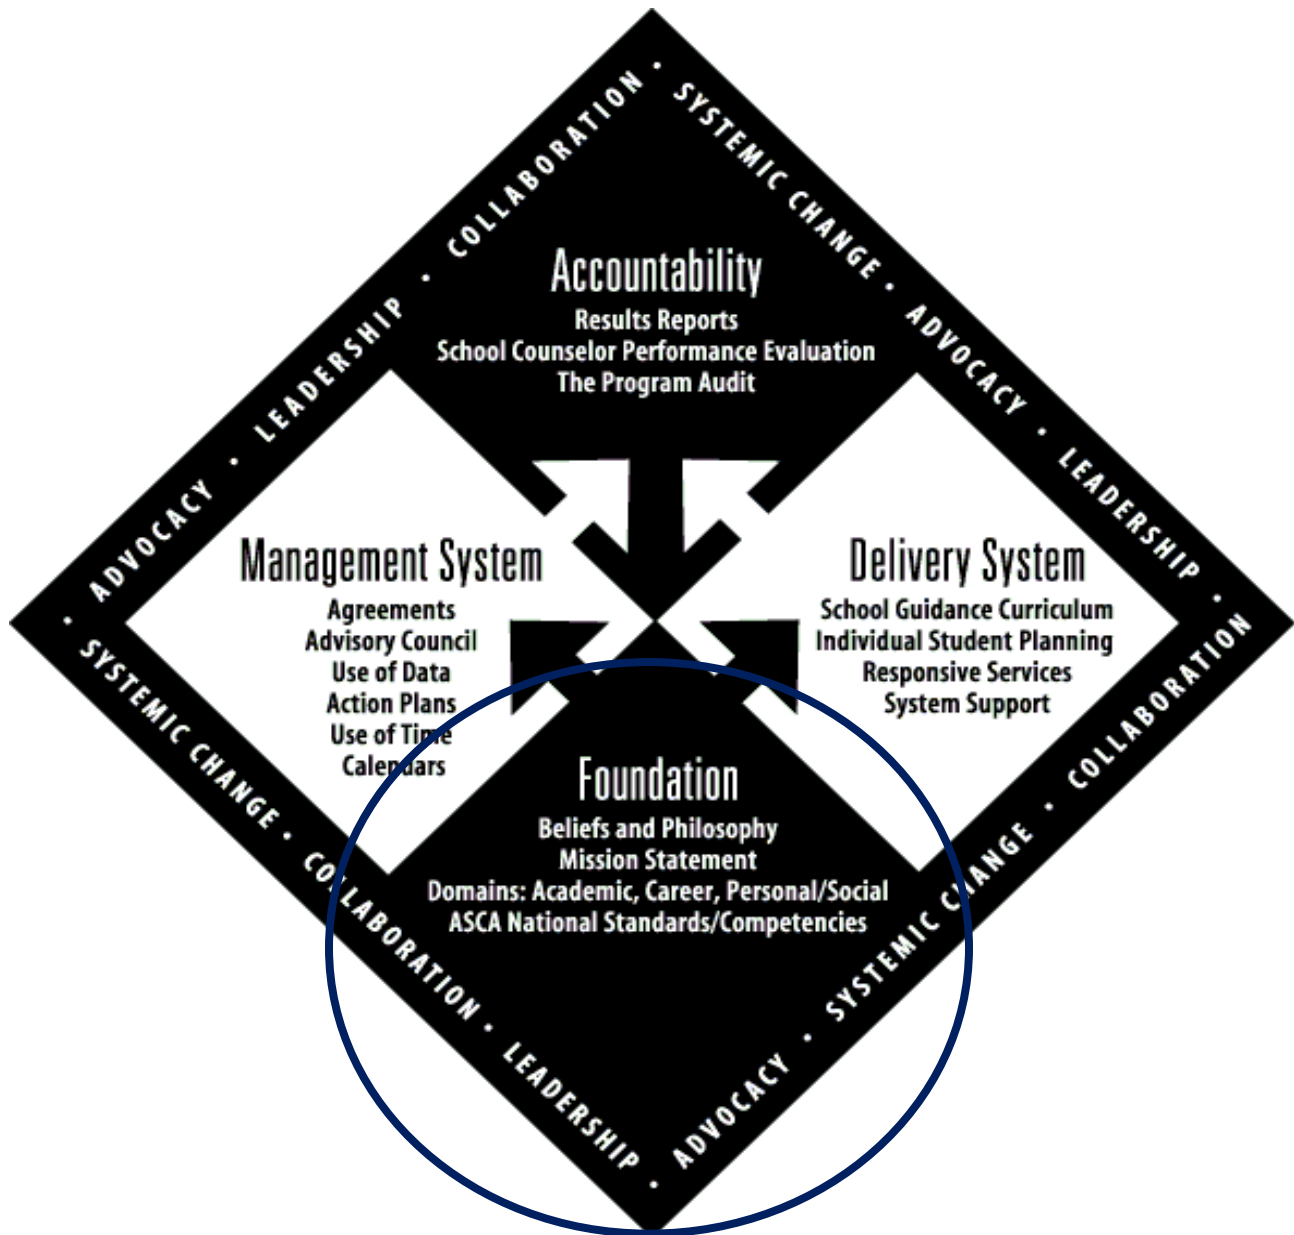 COLLABORATION • SYSTEMIC CHANGE • ADVOCACY • LEADERSHIP •
ADVOCACY • LEADERSHIP •
Accountability
Results Reports
School Counselor Performance Evaluation
The Program Audit
Management System
Agreements
Advisory Council
Use of Data
Action Plans
Use of Time
Calendars
Delivery System
School Guidance Curriculum
Individual Student Planning
Responsive Services
System Support
Foundation
Beliefs and Philosophy
Mission Statement
Domains: Academic, Career, Personal/Social
ASCA National Standards/Competencies
• SYSTEMIC CHANGE • COLLABORATION • LEADERSHIP •
ADVOCACY • SYSTEMIC CHANGE • COLLABORATION